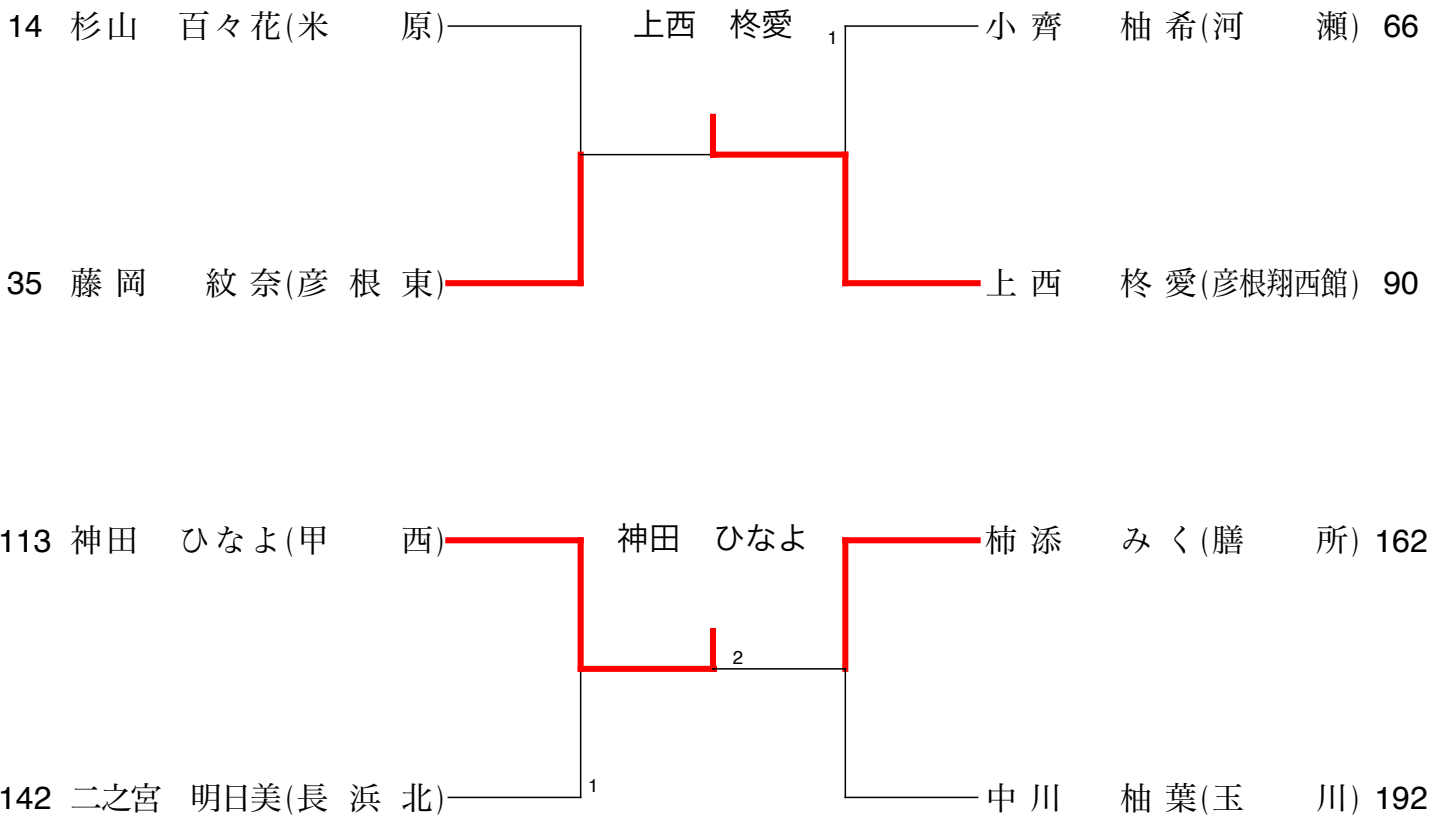 14 杉山　百々花(米　原)
上西　柊愛
1
小齊　柚希(河　瀬) 66
35 藤岡　紋奈(彦根東)
上西　柊愛(彦根翔西館) 90
113 神田　ひなよ(甲　西)
神田　ひなよ
柿添　みく(膳　所) 162
2
142 二之宮　明日美(長浜北)
1
中川　柚葉(玉　川) 192